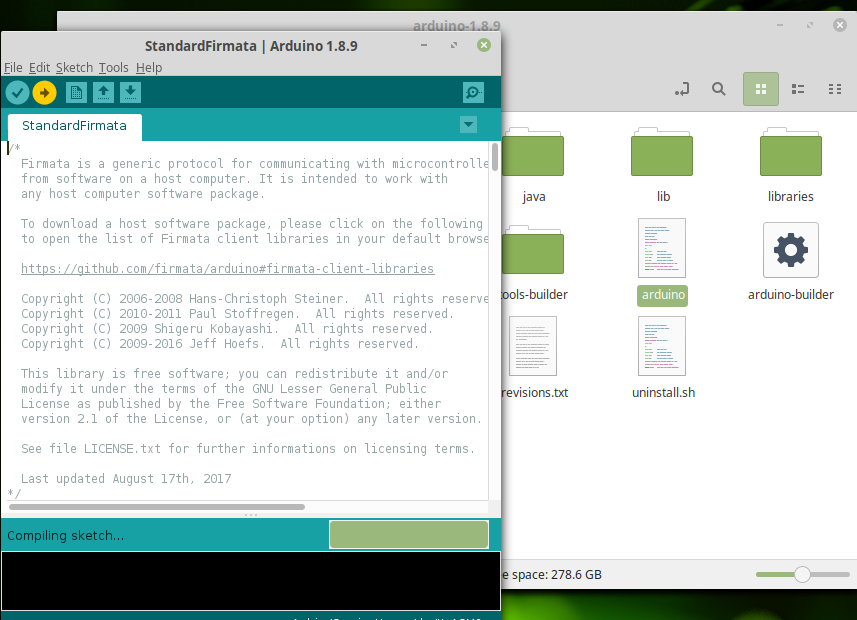 arduino-1.8.9
StandardFirmata | Arduino 1.8.9
File Edit Sketch Tools Help
StandardFirmata
/*
Firmata is a generic protocol for communicating with microcontrolle
from software on a host computer. It is intended to work with
any host computer software package.
To download a host software package, please click on the following
to open the list of Firmata client libraries in your default browse
https://github.com/firmata/arduino#firmata-client-libraries
Copyright (C) 2006-2008 Hans-Christoph Steiner.  All rights reserve
Copyright (C) 2010-2011 Paul Stoffregen.  All rights reserved.
Copyright (C) 2009 Shigeru Kobayashi.  All rights reserved.
Copyright (C) 2009-2016 Jeff Hoefs.  All rights reserved.
This library is free software; you can redistribute it and/or
modify it under the terms of the GNU Lesser General Public
License as published by the Free Software Foundation; either
version 2.1 of the License, or (at your option) any later version.
See file LICENSE.txt for further informations on licensing terms.
Last updated August 17th, 2017
*/
Compiling sketch...
java
lib
libraries
tools-builder
arduino
arduino-builder
revisions.txt
uninstall.sh
e space: 278.6 GB